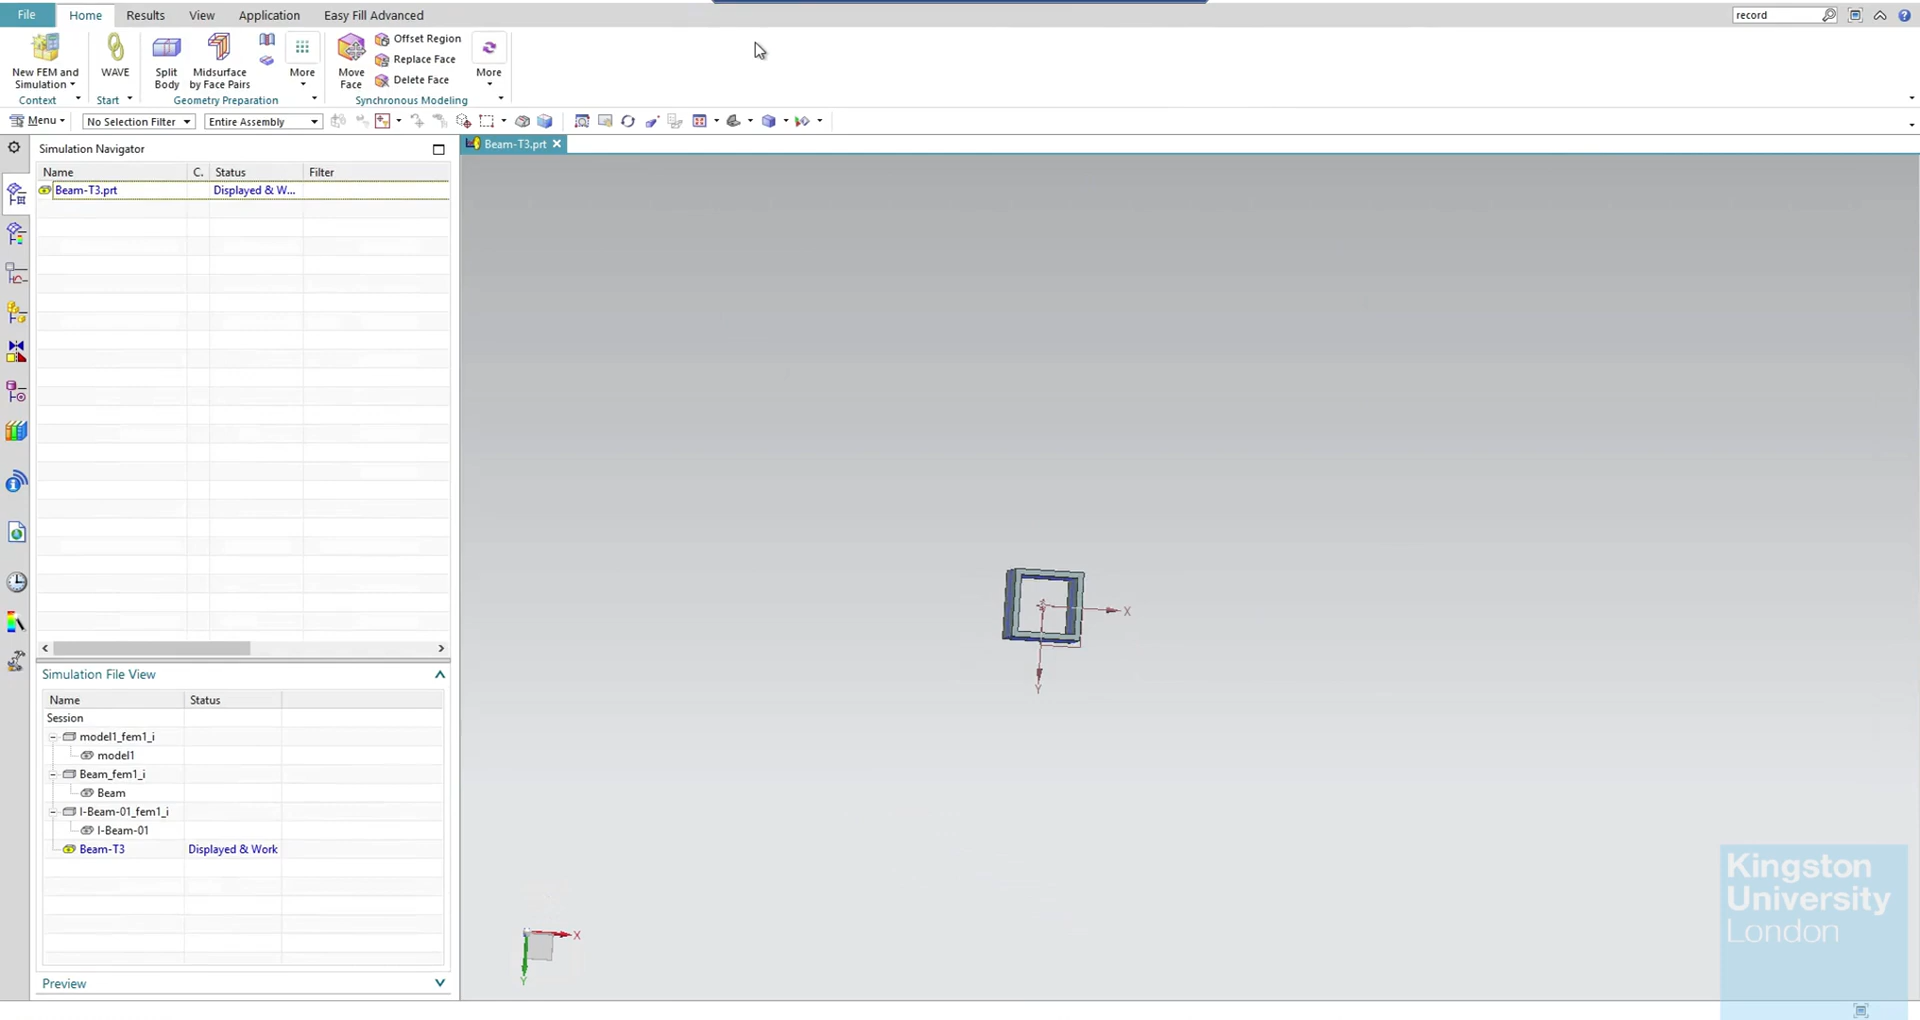 File Home Results View Application Easy Fill Advanced record
New FEM and Simulation
WAVE
Split Body
Midsurface by Face Pairs
More
Move Face
Offset Region
Replace Face
Delete Face
More
Context Start Geometry Preparation Synchronous Modeling
Menu No Selection Filter Entire Assembly
Simulation Navigator
Beam-T3.prt
Name C. Status Filter
Beam-T3.prt Displayed & W...
X
Y
Simulation File View
Name Status
Session
model1_fem1_i
model1
Beam_fem1_i
Beam
I-Beam-01_fem1_i
I-Beam-01
Beam-T3 Displayed & Work
X
Y
Preview
Kingston
University
London